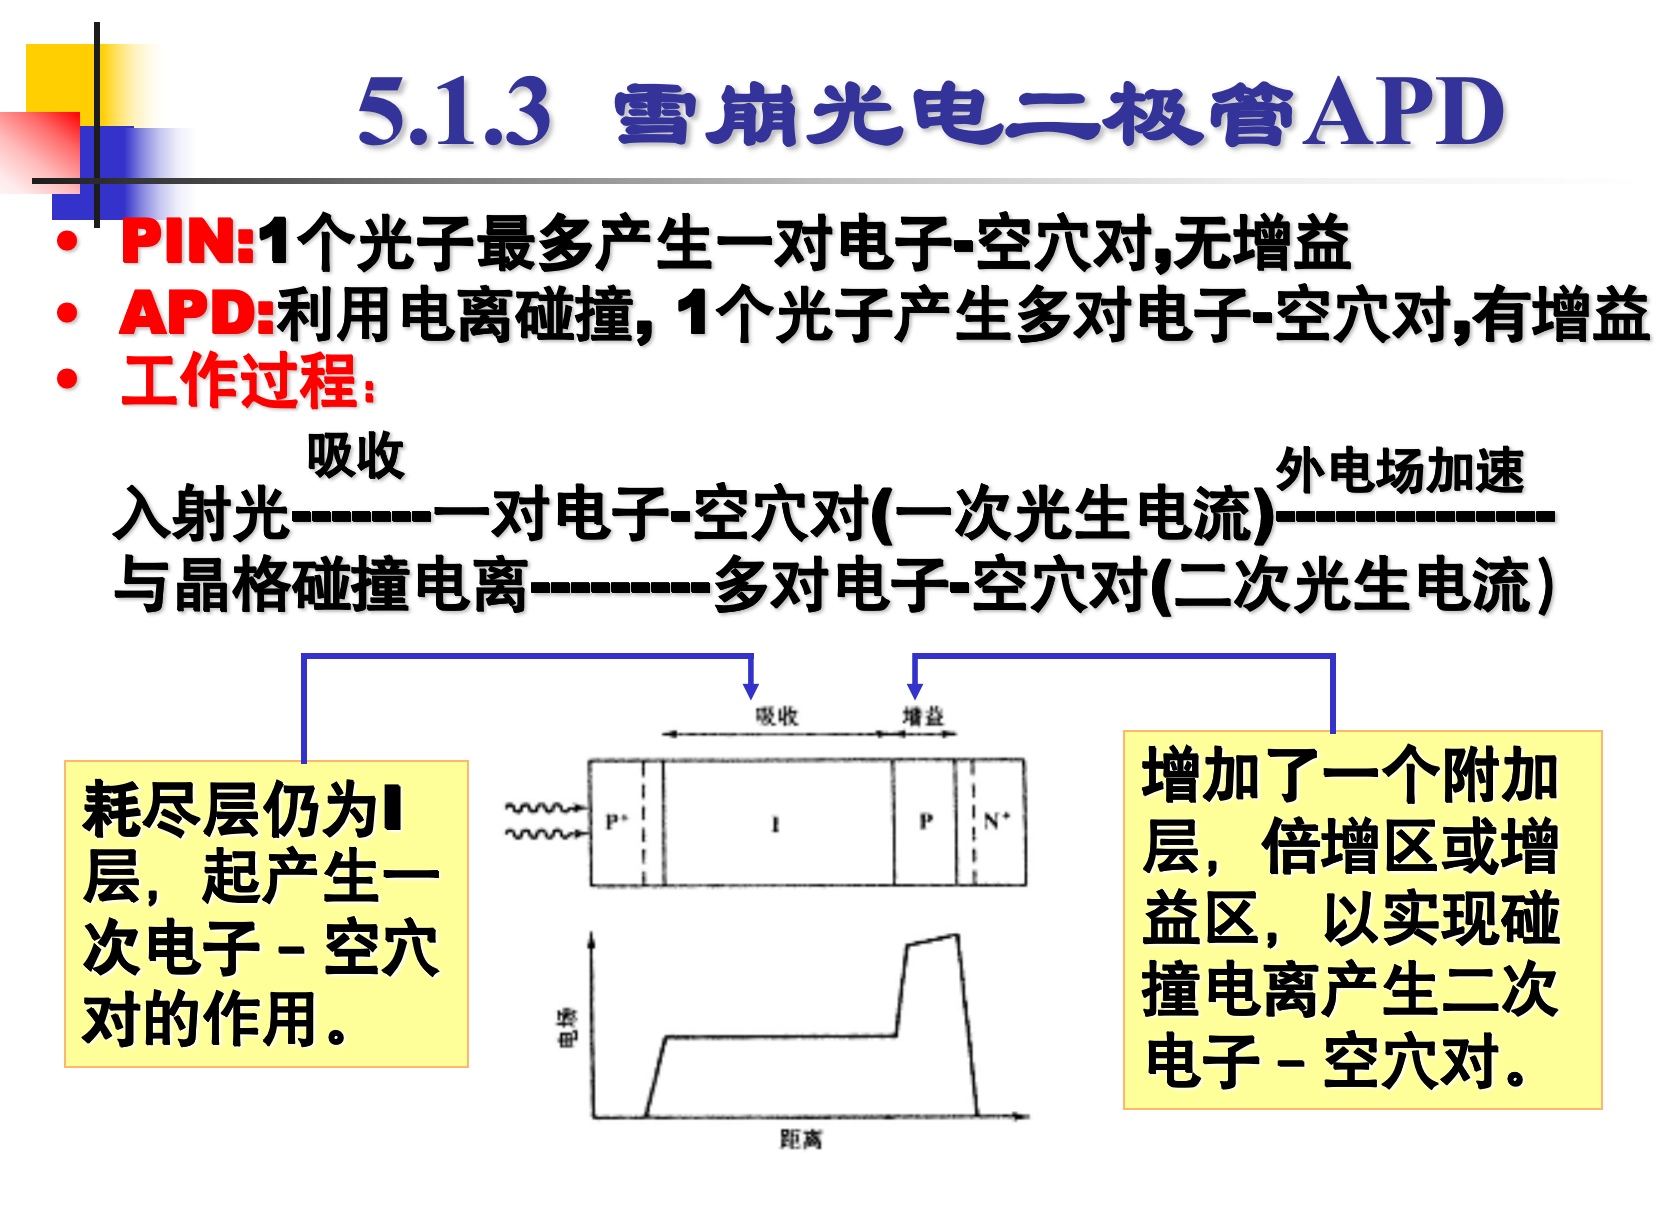 5.1.3 雪崩光电二极管APD
• PIN:1个光子最多产生一对电子-空穴对,无增益
• APD:利用电离碰撞, 1个光子产生多对电子-空穴对,有增益
• 工作过程：
吸收
外电场加速
入射光-------一对电子-空穴对(一次光生电流)--------------
与晶格碰撞电离---------多对电子-空穴对(二次光生电流）
耗尽层仍为I
层，起产生一
次电子－空穴
对的作用。
吸收
增益
P+
I
P
N+
电场
距离
增加了一个附加
层，倍增区或增
益区，以实现碰
撞电离产生二次
电子－空穴对。